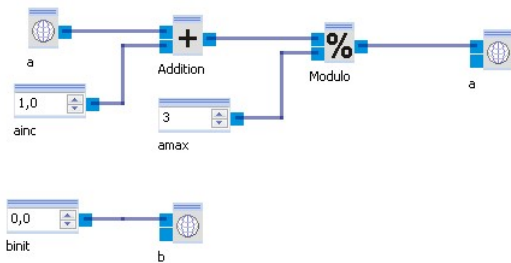 +
%
a
Addition
Modulo
a
1,0
3
ainc
amax
0,0
binit
b